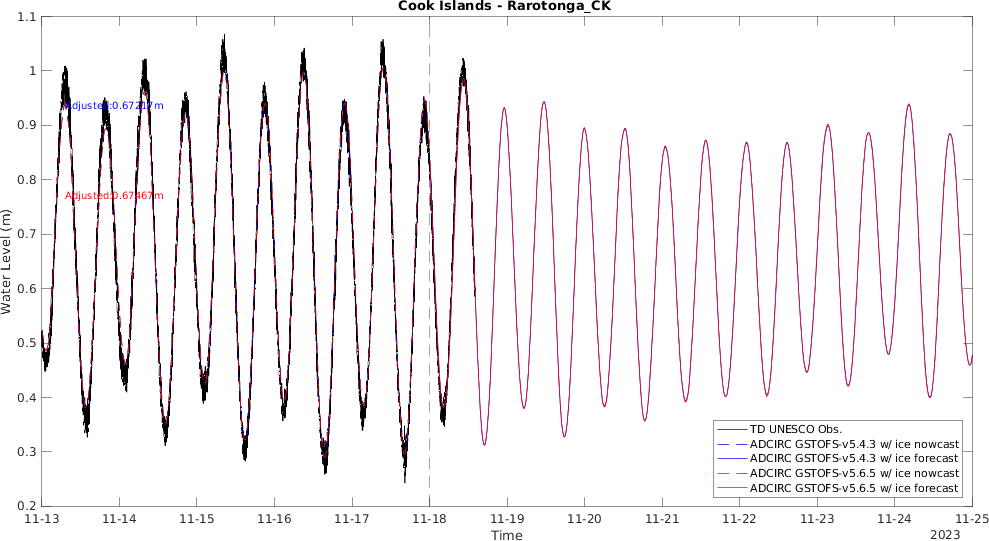 Cook Islands - Rarotonga_CK
1.1
1
0.9
0.8
0.7
0.6
0.5
0.4
0.3
0.2
Water Level (m)
Adjusted:0.67217m
Adjusted:0.67467m
TD UNESCO Obs.
ADCIRC GSTOFS-v5.4.3 w/ ice nowcast
ADCIRC GSTOFS-v5.4.3 w/ ice forecast
ADCIRC GSTOFS-v5.6.5 w/ ice nowcast
ADCIRC GSTOFS-v5.6.5 w/ ice forecast
11-13 11-14 11-15 11-16 11-17 11-18 11-19 11-20 11-21 11-22 11-23 11-24 11-25
Time
2023